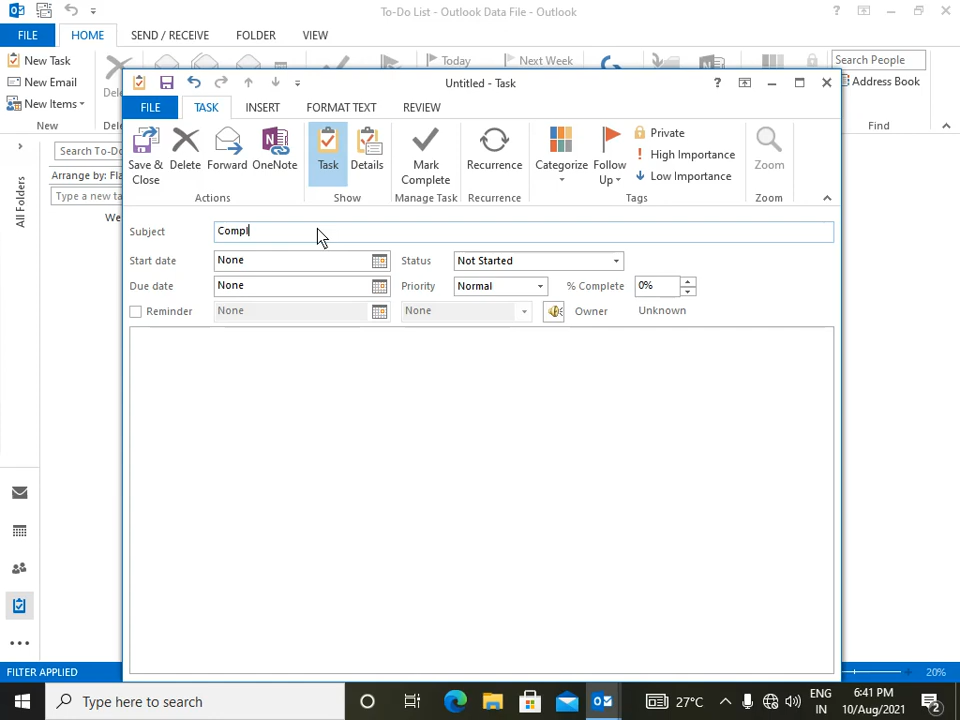 To-Do List - Outlook Data File - Outlook
FILE HOME SEND / RECEIVE FOLDER VIEW
New Task
New Email
New Items
New
Today
Next Week
Search People
Address Book
Find
All Folders
Search To-Do
Arrange by: Fla
Type a new ta
We
Untitled - Task
FILE TASK INSERT FORMAT TEXT REVIEW
Save & Close
Delete
Forward
OneNote
Actions
Task
Details
Show
Mark Complete
Manage Task
Recurrence
Recurrence
Categorize
Follow Up
Private
High Importance
Low Importance
Tags
Zoom
Zoom
Subject Compl
Start date None Status Not Started
Due date None Priority Normal % Complete 0%
Reminder None None Owner Unknown
FILTER APPLIED 20%
Type here to search
27°C
ENG
IN
6:41 PM
10/Aug/2021
2